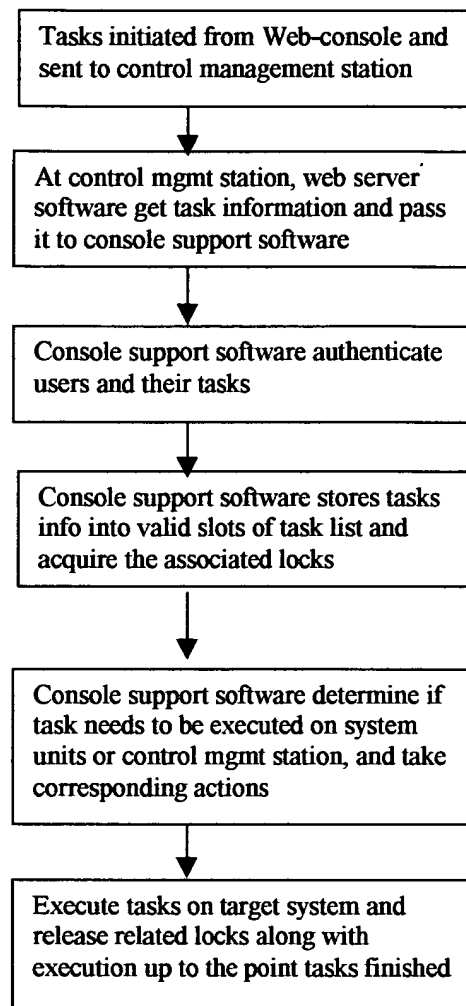 Tasks initiated from Web-console and
sent to control management station
At control mgmt station, web server
software get task information and pass
it to console support software
Console support software authenticate
users and their tasks
Console support software stores tasks
info into valid slots of task list and
acquire the associated locks
Console support software determine if
task needs to be executed on system
units or control mgmt station, and take
corresponding actions
Execute tasks on target system and
release related locks along with
execution up to the point tasks finished